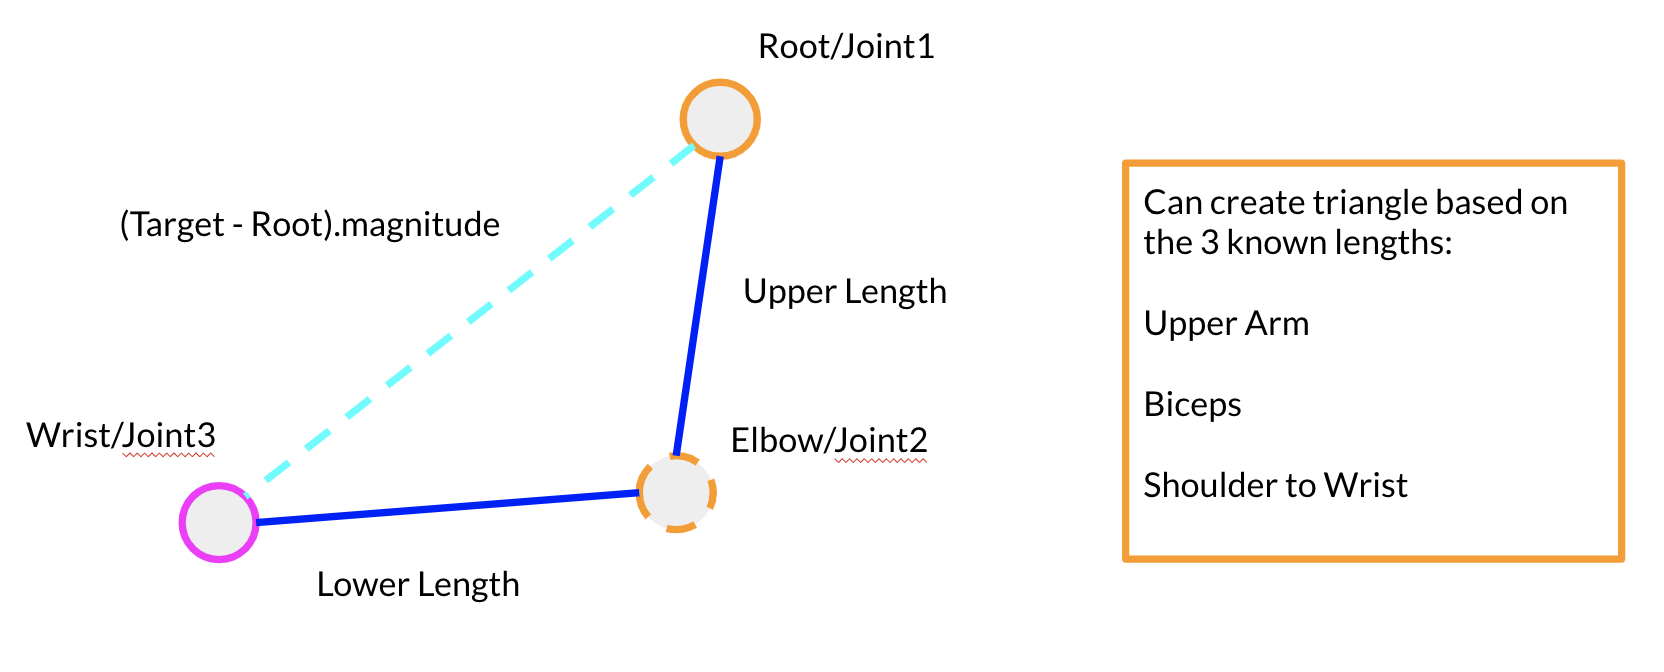 Root/Joint1
(Target - Root).magnitude
Upper Length
Wrist/Joint3
Elbow/Joint2
Lower Length
Can create triangle based on
the 3 known lengths:
Upper Arm
Biceps
Shoulder to Wrist